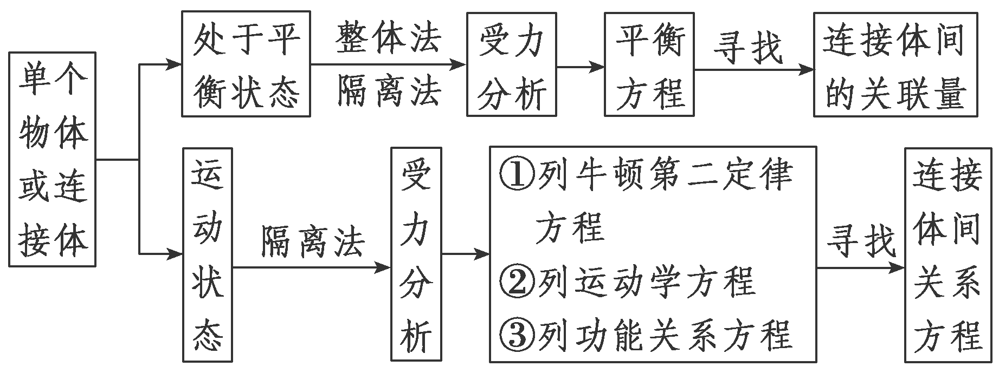 单个
物体
或连
接体
处于平
衡状态
整体法
隔离法
受力
分析
平衡
方程
寻找
连接体间
的关联量
运
动
状
态
隔离法
受
力
分
析
①列牛顿第二定律
方程
②列运动学方程
③列功能关系方程
寻找
连接
体间
关系
方程